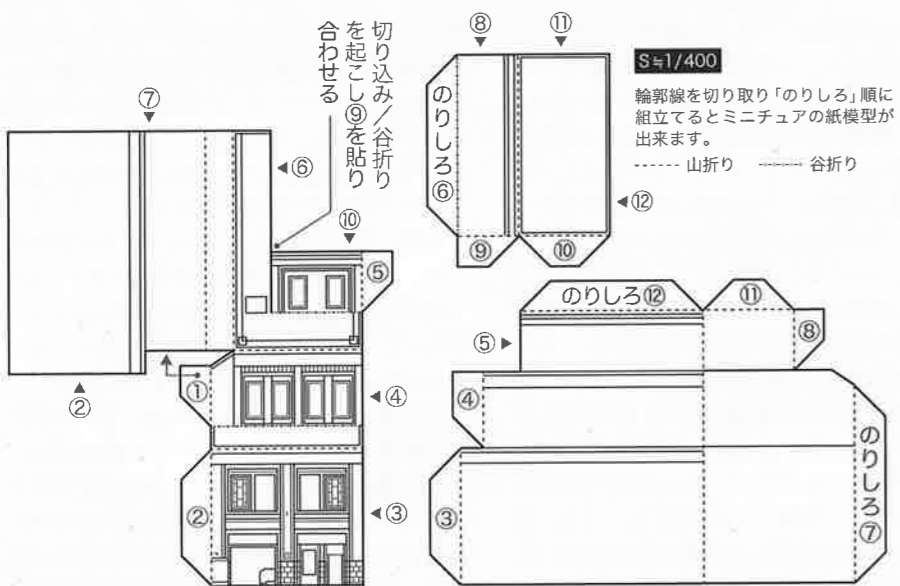 切り込み/谷折り
を起こし⑨を貼り
合わせる
⑦
⑥
⑩
⑤
②
①
④
②
③
⑧
⑪
のりしろ⑥
⑨
⑩
⑫
S≒1/400
輪郭線を切り取り「のりしろ」順に
組立てるとミニチュアの紙模型が
出来ます。
------ 山折り ------ 谷折り
のりしろ⑫
⑪
⑤
⑧
④
③
のりしろ⑦